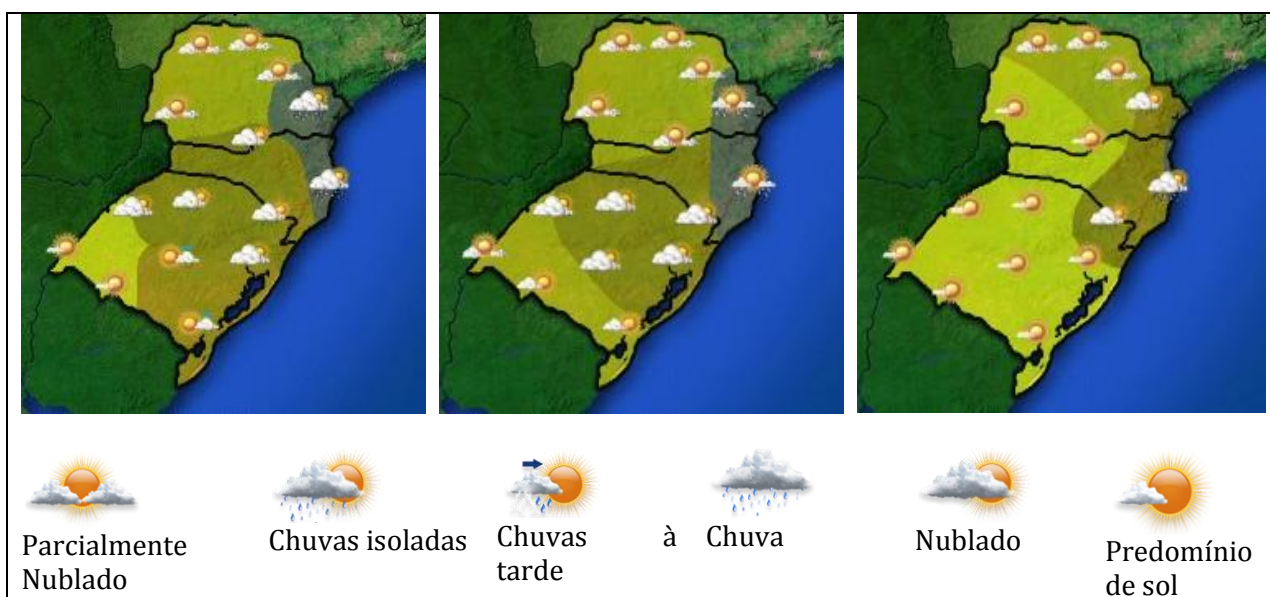 Parcialmente
Nublado
Chuvas isoladas
Chuvas à
tarde
Chuva
Nublado
Predomínio
de sol